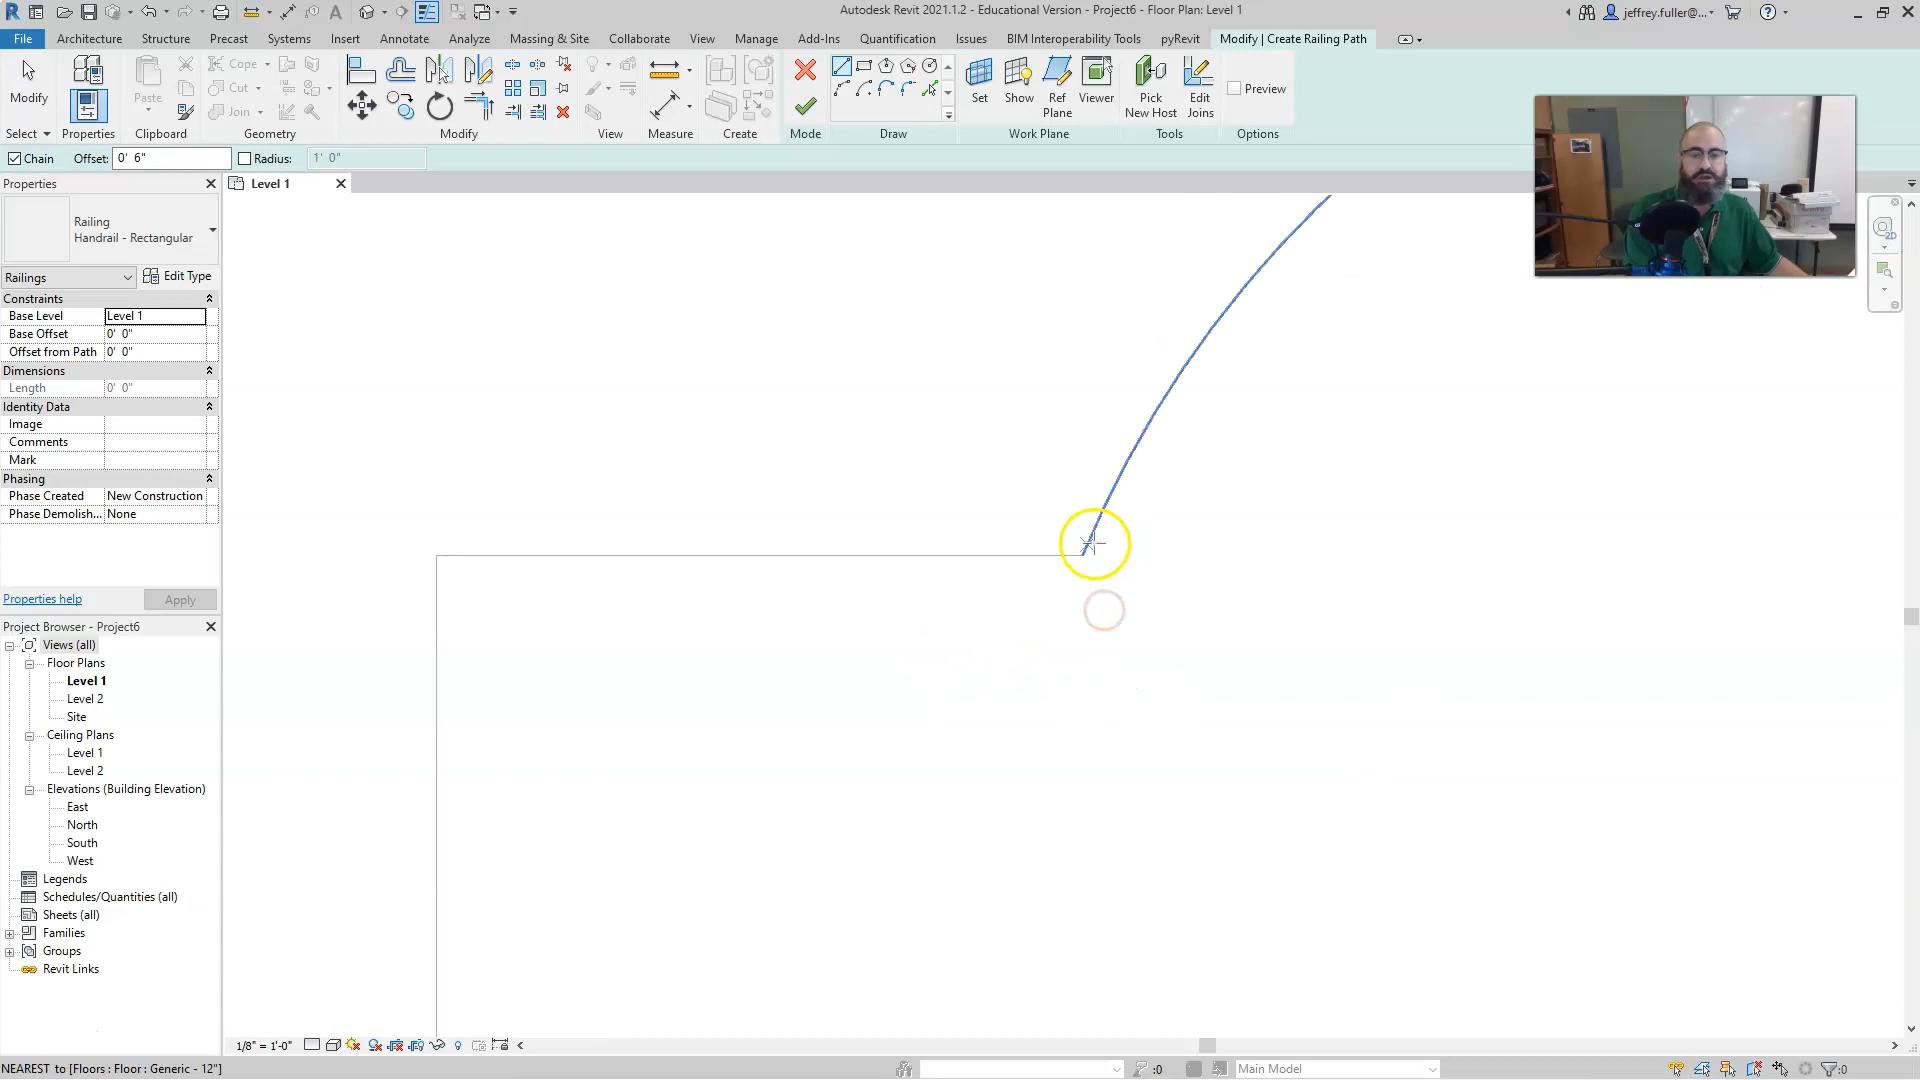 Autodesk Revit 2021.1.2 - Educational Version - Project6 - Floor Plan: Level 1
jeffrey.fuller@...
File Architecture Structure Precast Systems Insert Annotate Analyze Massing & Site Collaborate View Manage Add-Ins Quantification Issues BIM Interoperability Tools pyRevit Modify | Create Railing Path
Modify
Paste
Cope
Cut
Join
Set
Show
Ref Plane
Viewer
Pick New Host
Edit Joins
Preview
Select Properties Clipboard Geometry Modify View Measure Create Mode Draw Work Plane Tools Options
Chain Offset: 0' 6" Radius: 1' 0"
Properties
Level 1
Railing
Handrail - Rectangular
Railings Edit Type
Constraints
Base Level Level 1
Base Offset 0' 0"
Offset from Path 0' 0"
Dimensions
Length 0' 0"
Identity Data
Image
Comments
Mark
Phasing
Phase Created New Construction
Phase Demolish... None
Properties help Apply
Project Browser - Project6
Views (all)
Floor Plans
Level 1
Level 2
Site
Ceiling Plans
Level 1
Level 2
Elevations (Building Elevation)
East
North
South
West
Legends
Schedules/Quantities (all)
Sheets (all)
Families
Groups
Revit Links
2D
1/8" = 1'-0"
NEAREST to [Floors : Floor : Generic - 12"]
:0
Main Model
:0